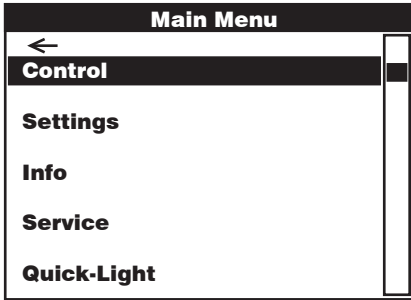 Main Menu
Control
Settings
Info
Service
Quick-Light